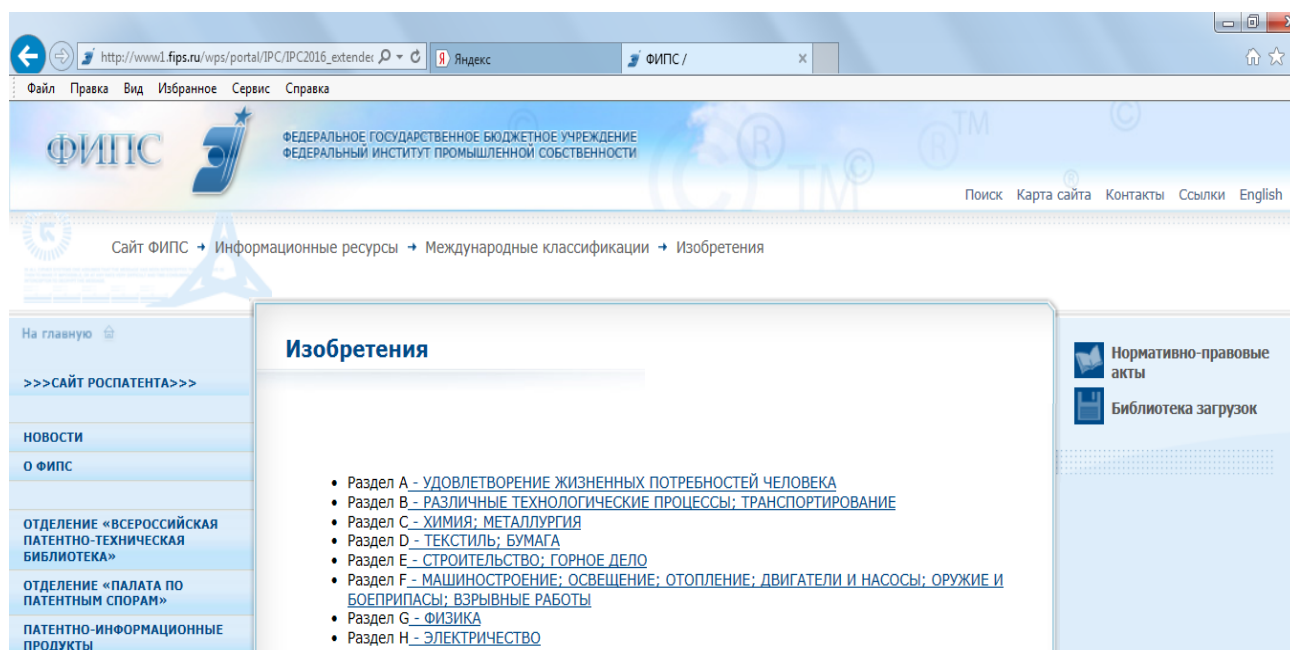 http://www1.fips.ru/wps/portal/IPC/IPC2016_extended
Яндекс
ФИПС /
Файл Правка Вид Избранное Сервис Справка
ФИПС
ФЕДЕРАЛЬНОЕ ГОСУДАРСТВЕННОЕ БЮДЖЕТНОЕ УЧРЕЖДЕНИЕ
ФЕДЕРАЛЬНЫЙ ИНСТИТУТ ПРОМЫШЛЕННОЙ СОБСТВЕННОСТИ
Поиск Карта сайта Контакты Ссылки English
Сайт ФИПС → Информационные ресурсы → Международные классификации → Изобретения
На главную
>>>САЙТ РОСПАТЕНТА>>>
НОВОСТИ
О ФИПС
ОТДЕЛЕНИЕ «ВСЕРОССИЙСКАЯ
ПАТЕНТНО-ТЕХНИЧЕСКАЯ
БИБЛИОТЕКА»
ОТДЕЛЕНИЕ «ПАЛАТА ПО
ПАТЕНТНЫМ СПОРАМ»
ПАТЕНТНО-ИНФОРМАЦИОННЫЕ
ПРОДУКТЫ
Изобретения
• Раздел A - УДОВЛЕТВОРЕНИЕ ЖИЗНЕННЫХ ПОТРЕБНОСТЕЙ ЧЕЛОВЕКА
• Раздел B - РАЗЛИЧНЫЕ ТЕХНОЛОГИЧЕСКИЕ ПРОЦЕССЫ; ТРАНСПОРТИРОВАНИЕ
• Раздел C - ХИМИЯ; МЕТАЛЛУРГИЯ
• Раздел D - ТЕКСТИЛЬ; БУМАГА
• Раздел E - СТРОИТЕЛЬСТВО; ГОРНОЕ ДЕЛО
• Раздел F - МАШИНОСТРОЕНИЕ; ОСВЕЩЕНИЕ; ОТОПЛЕНИЕ; ДВИГАТЕЛИ И НАСОСЫ; ОРУЖИЕ И
БОЕПРИПАСЫ; ВЗРЫВНЫЕ РАБОТЫ
• Раздел G - ФИЗИКА
• Раздел H - ЭЛЕКТРИЧЕСТВО
Нормативно-правовые
акты
Библиотека загрузок